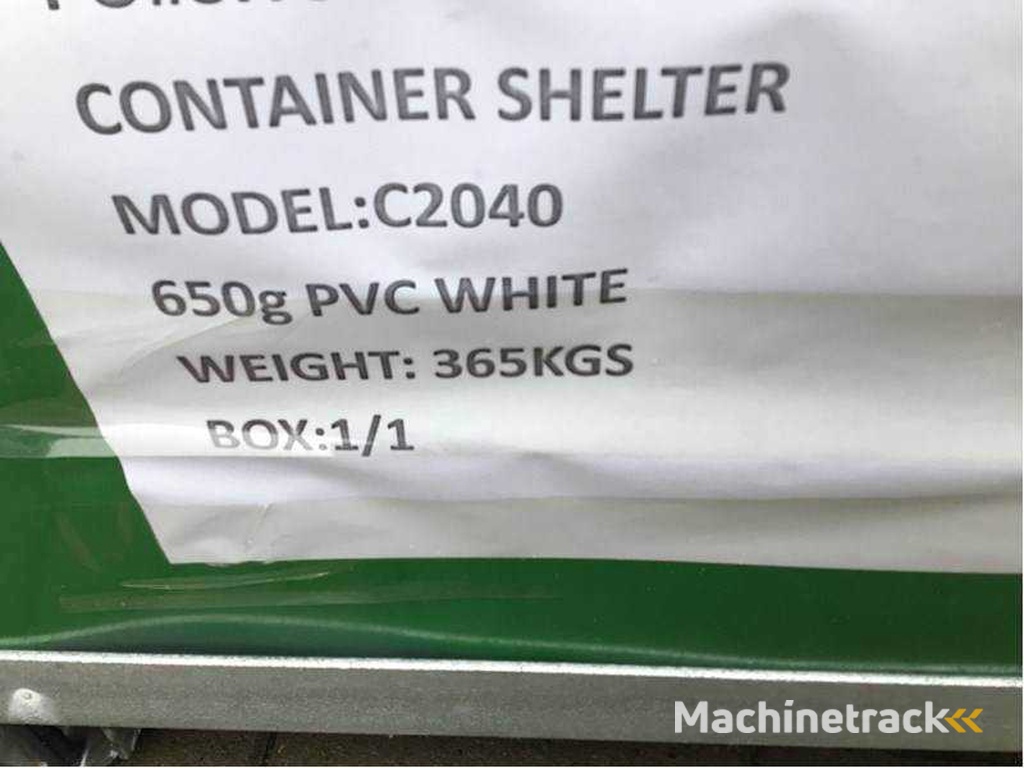 CONTAINER SHELTER
MODEL:C2040
650g PVC WHITE
WEIGHT: 365KGS
BOX:1/1
Machinetrack